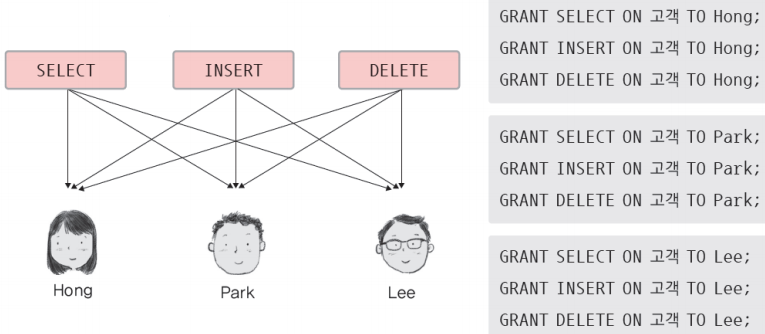 SELECT
INSERT
DELETE
Hong
Park
Lee
GRANT SELECT ON 고객 TO Hong;
GRANT INSERT ON 고객 TO Hong;
GRANT DELETE ON 고객 TO Hong;
GRANT SELECT ON 고객 TO Park;
GRANT INSERT ON 고객 TO Park;
GRANT DELETE ON 고객 TO Park;
GRANT SELECT ON 고객 TO Lee;
GRANT INSERT ON 고객 TO Lee;
GRANT DELETE ON 고객 TO Lee;